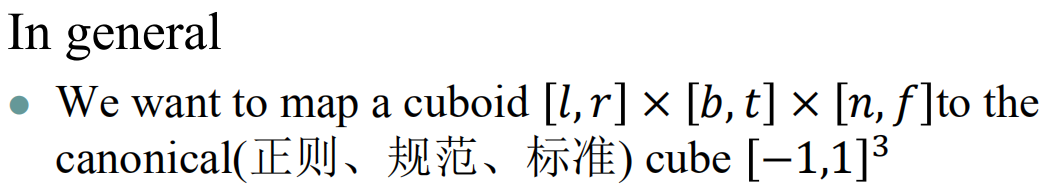 In general
• We want to map a cuboid [l, r] × [b, t] × [n, f]to the
canonical(正则、规范、标准) cube [−1,1]³